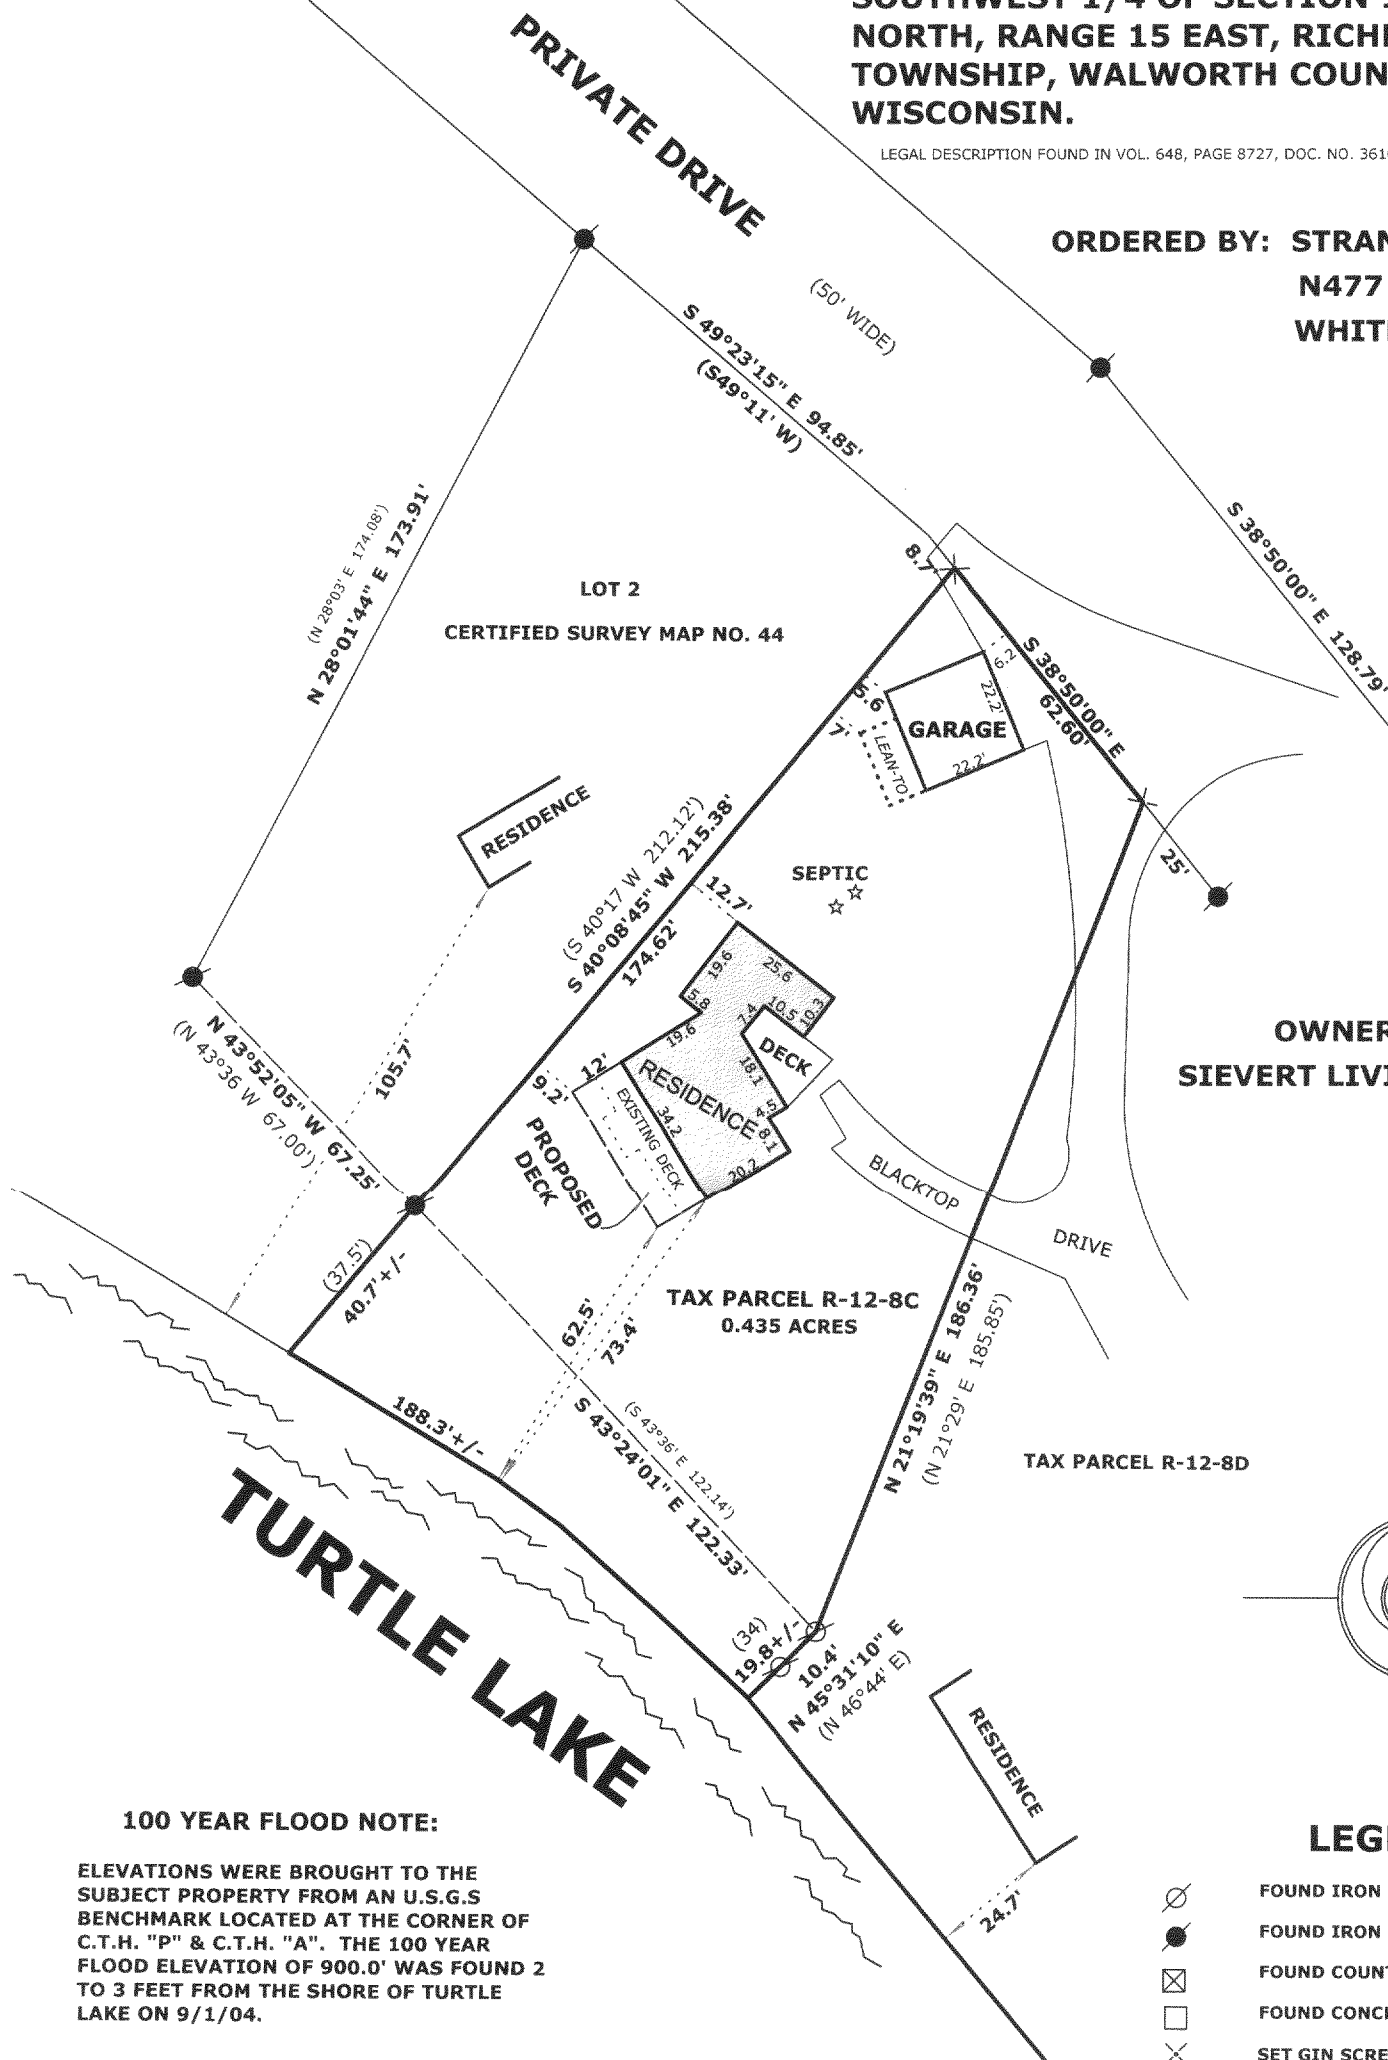 SOUTHWEST 1/4 OF SECTION
NORTH, RANGE 15 EAST,
TOWNSHIP, WALWORTH
WISCONSIN.
LEGAL DESCRIPTION FOUND IN VOL. 648, PAGE 8727, DOC. NO.
PRIVATE DRIVE
(50' WIDE)
ORDERED BY:
N477
S 49°23'15" E 94.85'
(S49°11' W)
S 38°50'00" E 128.79'
(N 28°03' E 174.08')
N 28°01'44" E 173.91'
LOT 2
CERTIFIED SURVEY MAP NO. 44
8.7'
6.2
S 38°50'00" E
62.60'
5.6
7'
22.2'
GARAGE
LEAN-TO
22.2'
25'
RESIDENCE
(S 40°17 W 212.12')
S 40°08'45" W 215.38'
174.62'
12.7'
SEPTIC
19.6
25.6
5.8
7.4
10.5
10.3
19.6
DECK
18.1
12'
9.2'
RESIDENCE
4.5
8.1
34.2
20.2
EXISTING DECK
PROPOSED
DECK
OWNER
SIEVERT
N 43°52'05" W 67.25'
(N 43°36 W 67.00')
105.7'
BLACKTOP
DRIVE
(37.5')
40.7'+/-
62.5'
73.4'
TAX PARCEL R-12-8C
0.435 ACRES
N 21°19'39" E 186.36'
(N 21°29' E 185.85')
188.3'+/-
(S 43°36' E 122.14')
S 43°24'01" E 122.33'
TAX PARCEL R-12-8D
TURTLE LAKE
(34)
19.8+/-
10.4'
N 45°31'10" E
(N 46°44' E)
RESIDENCE
24.7'
100 YEAR FLOOD NOTE:
ELEVATIONS WERE BROUGHT TO THE
SUBJECT PROPERTY FROM AN U.S.G.S
BENCHMARK LOCATED AT THE CORNER OF
C.T.H. "P" & C.T.H. "A". THE 100 YEAR
FLOOD ELEVATION OF 900.0' WAS FOUND 2
TO 3 FEET FROM THE SHORE OF TURTLE
LAKE ON 9/1/04.
FOUND IRON
FOUND IRON
FOUND
FOUND
SET GIN